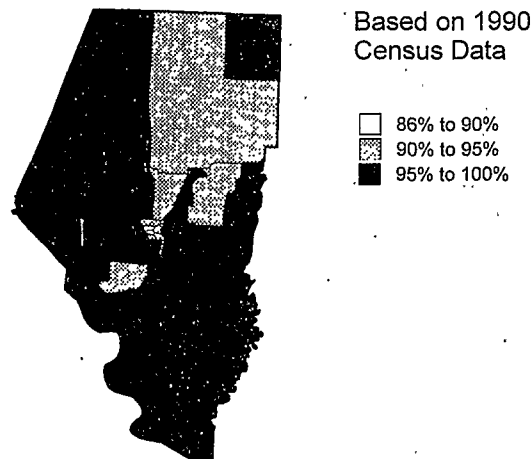 Based on 1990
Census Data
86% to 90%
90% to 95%
95% to 100%